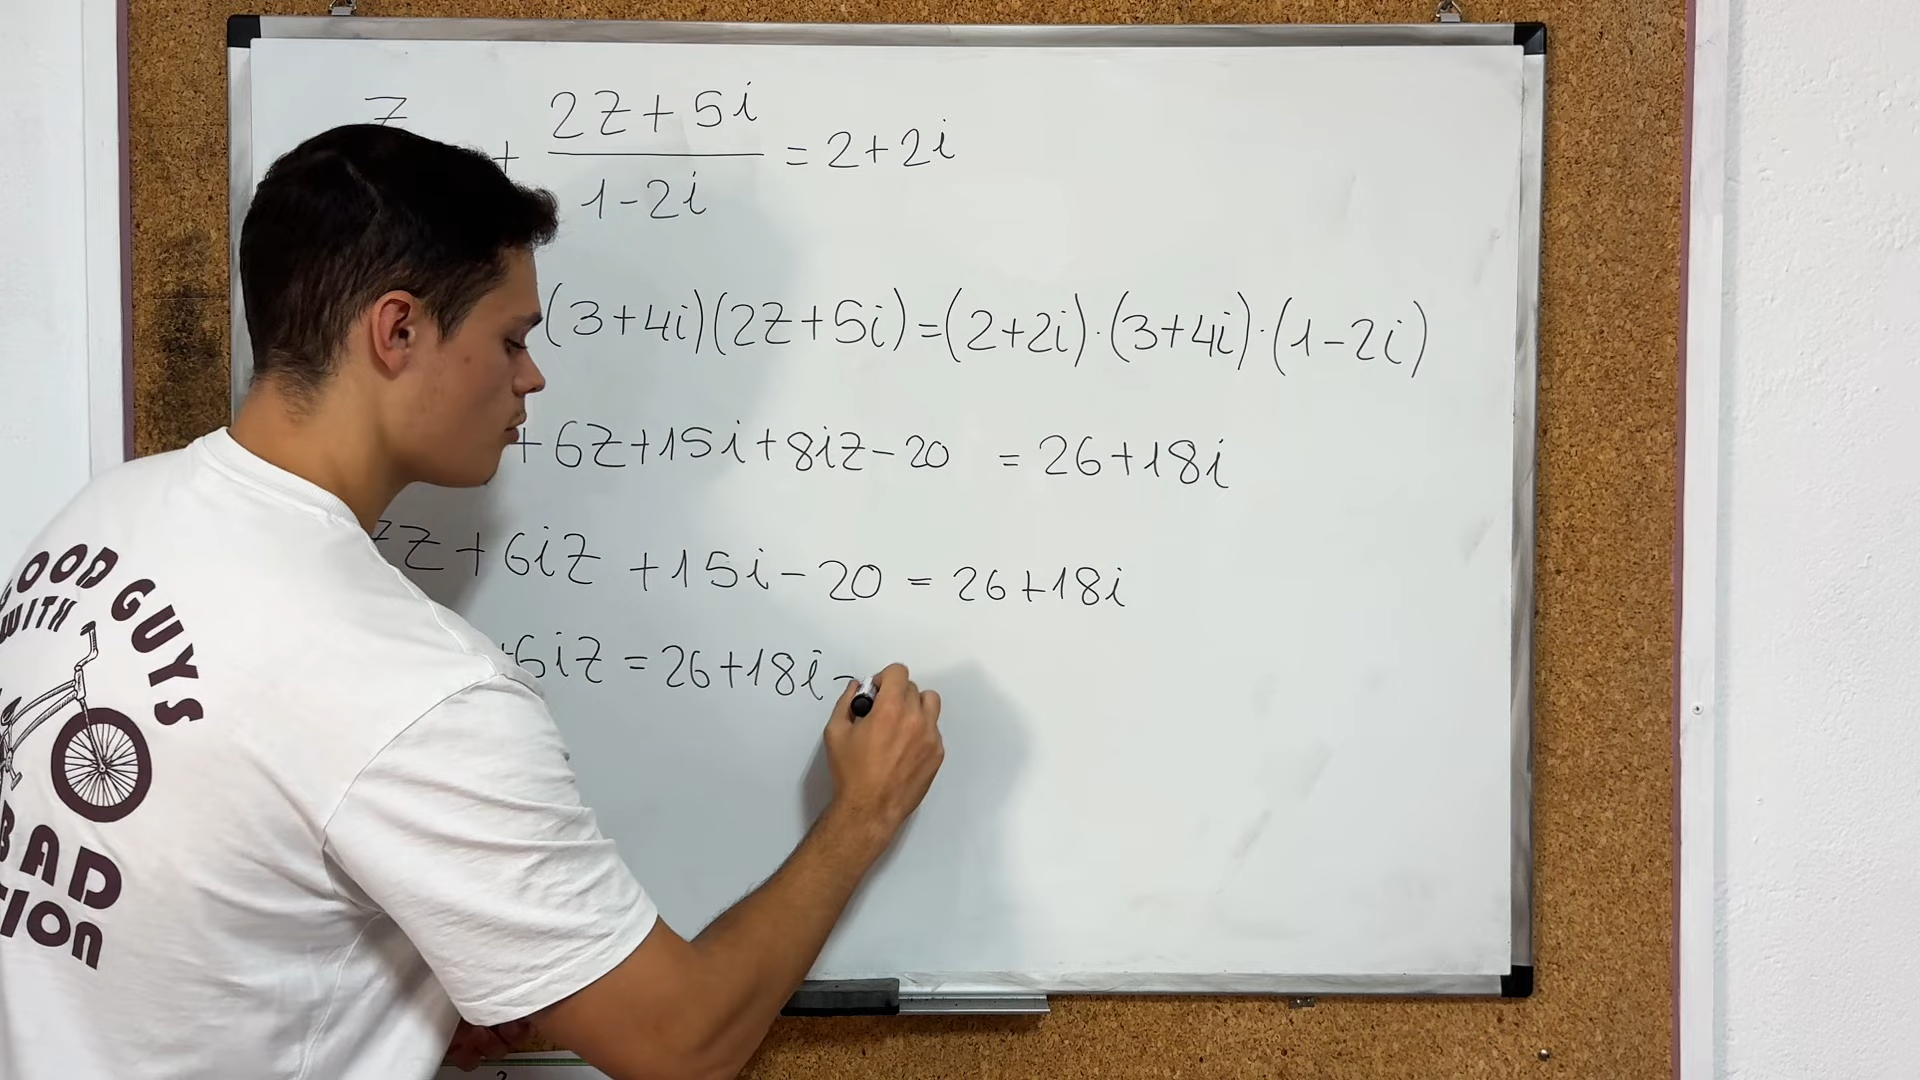 z
+ 2z+5i / 1-2i = 2+2i
(3+4i)(2z+5i)=(2+2i)·(3+4i)·(1-2i)
+6z+15i+8iz-20 = 26+18i
7z+6iz +15i-20 = 26+18i
+6iz = 26+18i-
GOOD GUYS
WITH
BAD